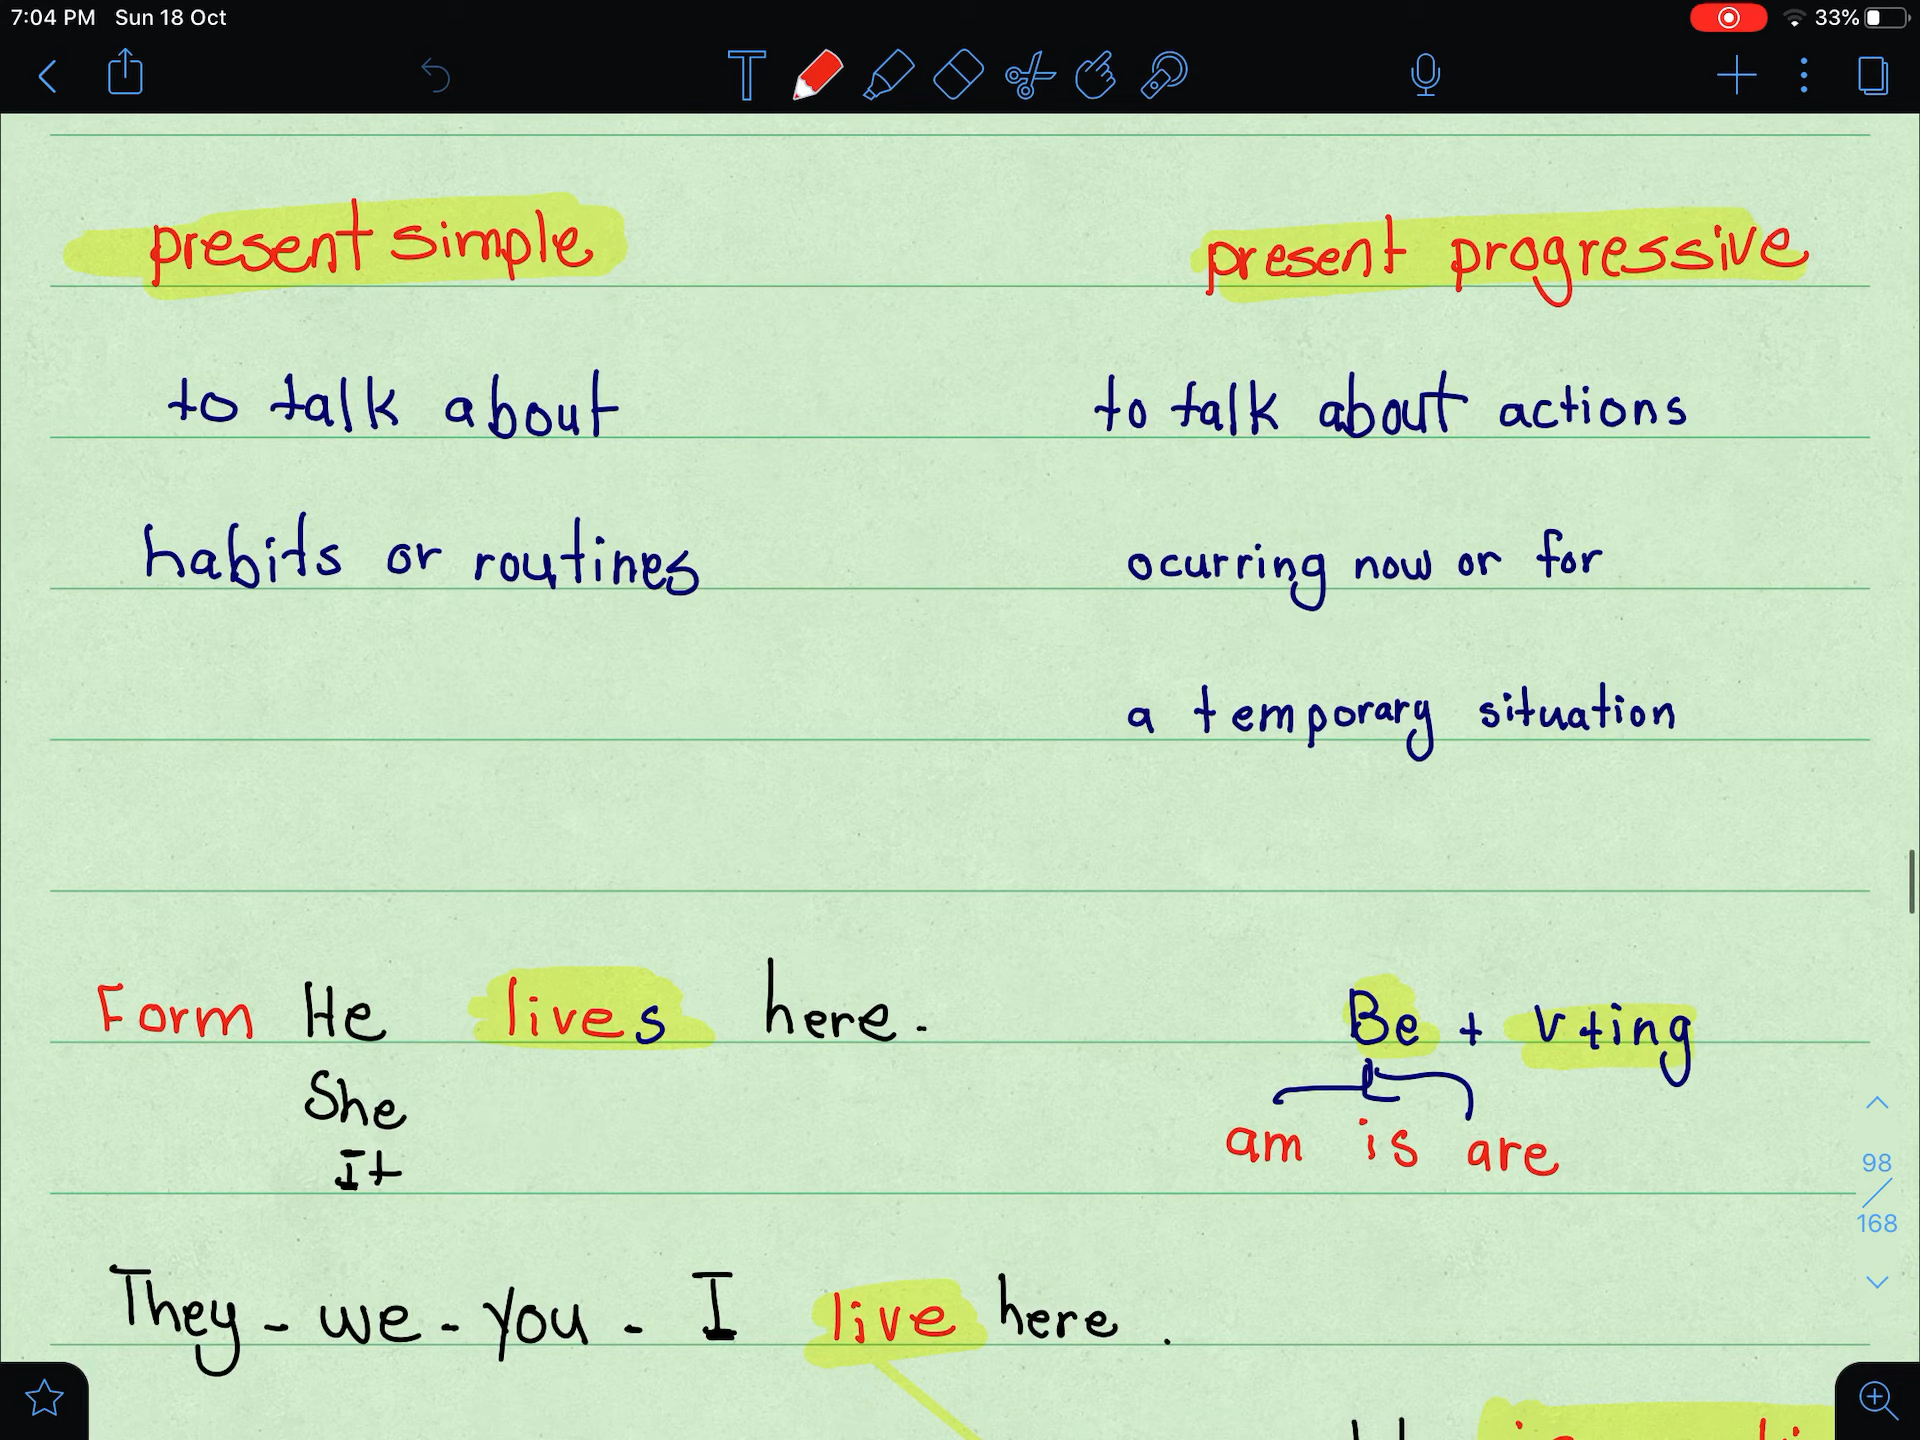 7:04 PM Sun 18 Oct 33%
present simple present progressive
to talk about to talk about actions
habits or routines ocurring now or for
a temporary situation
Form He lives here. Be + V+ing
She
It am is are
98
168
They - we - you - I live here.